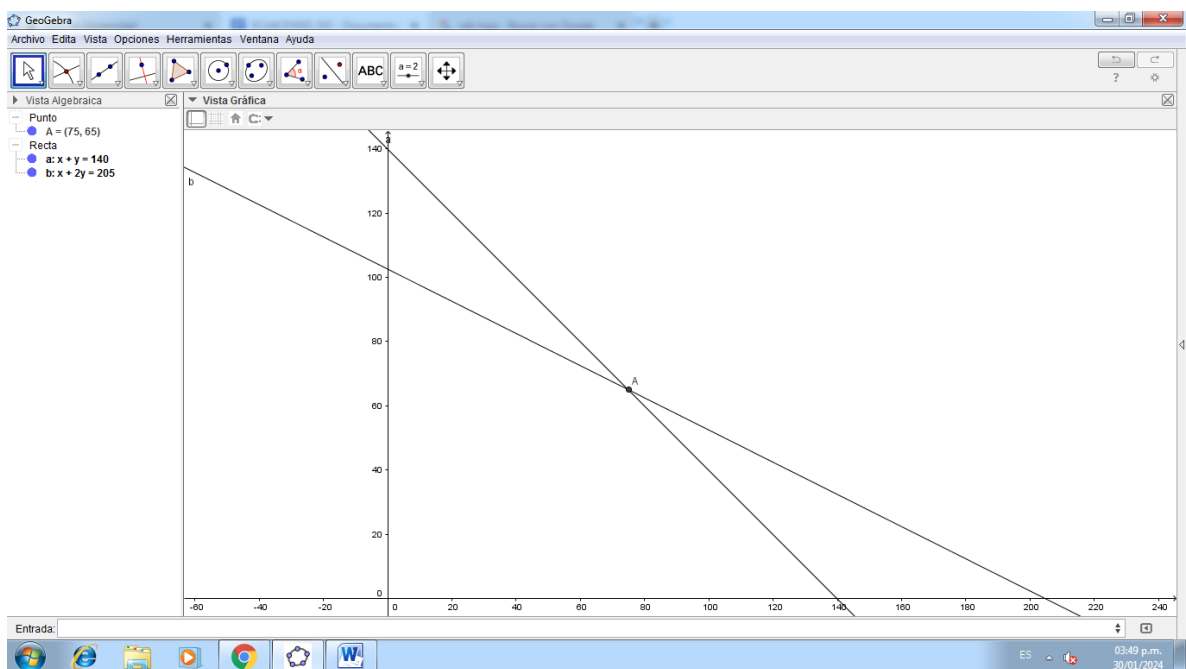 GeoGebra
Archivo Edita Vista Opciones Herramientas Ventana Ayuda
ABC
a=2
?
Vista Algebraica
Vista Gráfica
Punto
A = (75, 65)
Recta
a: x + y = 140
b: x + 2y = 205
a
b
A
140
120
100
80
60
40
20
0
-60 -40 -20 0 20 40 60 80 100 120 140 160 180 200 220 240
Entrada:
ES
03:49 p.m.
30/01/2024